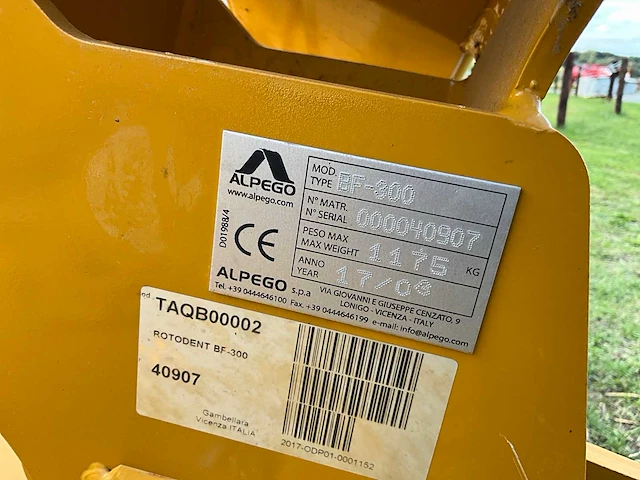 ALPEGO
www.alpego.com
D01988/4
CE
ALPEGO s.p.a
MOD. TYPE BF-300
N° MATR. N° SERIAL 000040907
PESO MAX MAX WEIGHT 1175 KG
ANNO YEAR 17/08
VIA GIOVANNI E GIUSEPPE CENZATO, 9
LONIGO - VICENZA - ITALY
Tel. +39 0444646100 Fax. +39 0444646199 e-mail: info@alpego.com
od. TAQB00002
ROTODENT BF-300
40907
Gambellara
Vicenza ITALIA
2017-ODP01-0001152